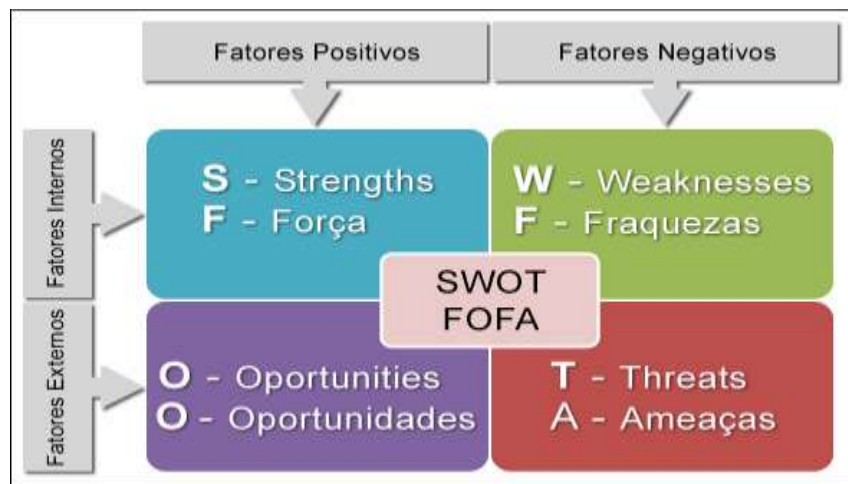 Fatores Positivos
Fatores Negativos
Fatores Internos
S - Strengths
F - Força
W - Weaknesses
F - Fraquezas
SWOT
FOFA
Fatores Externos
O - Oportunities
O - Oportunidades
T - Threats
A - Ameaças